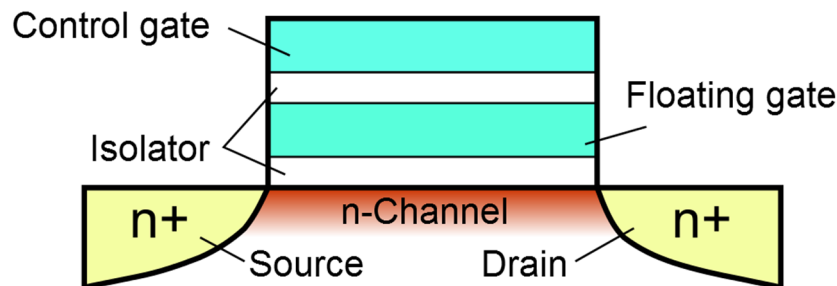 Control gate
Floating gate
Isolator
n+
n-Channel
n+
Source
Drain